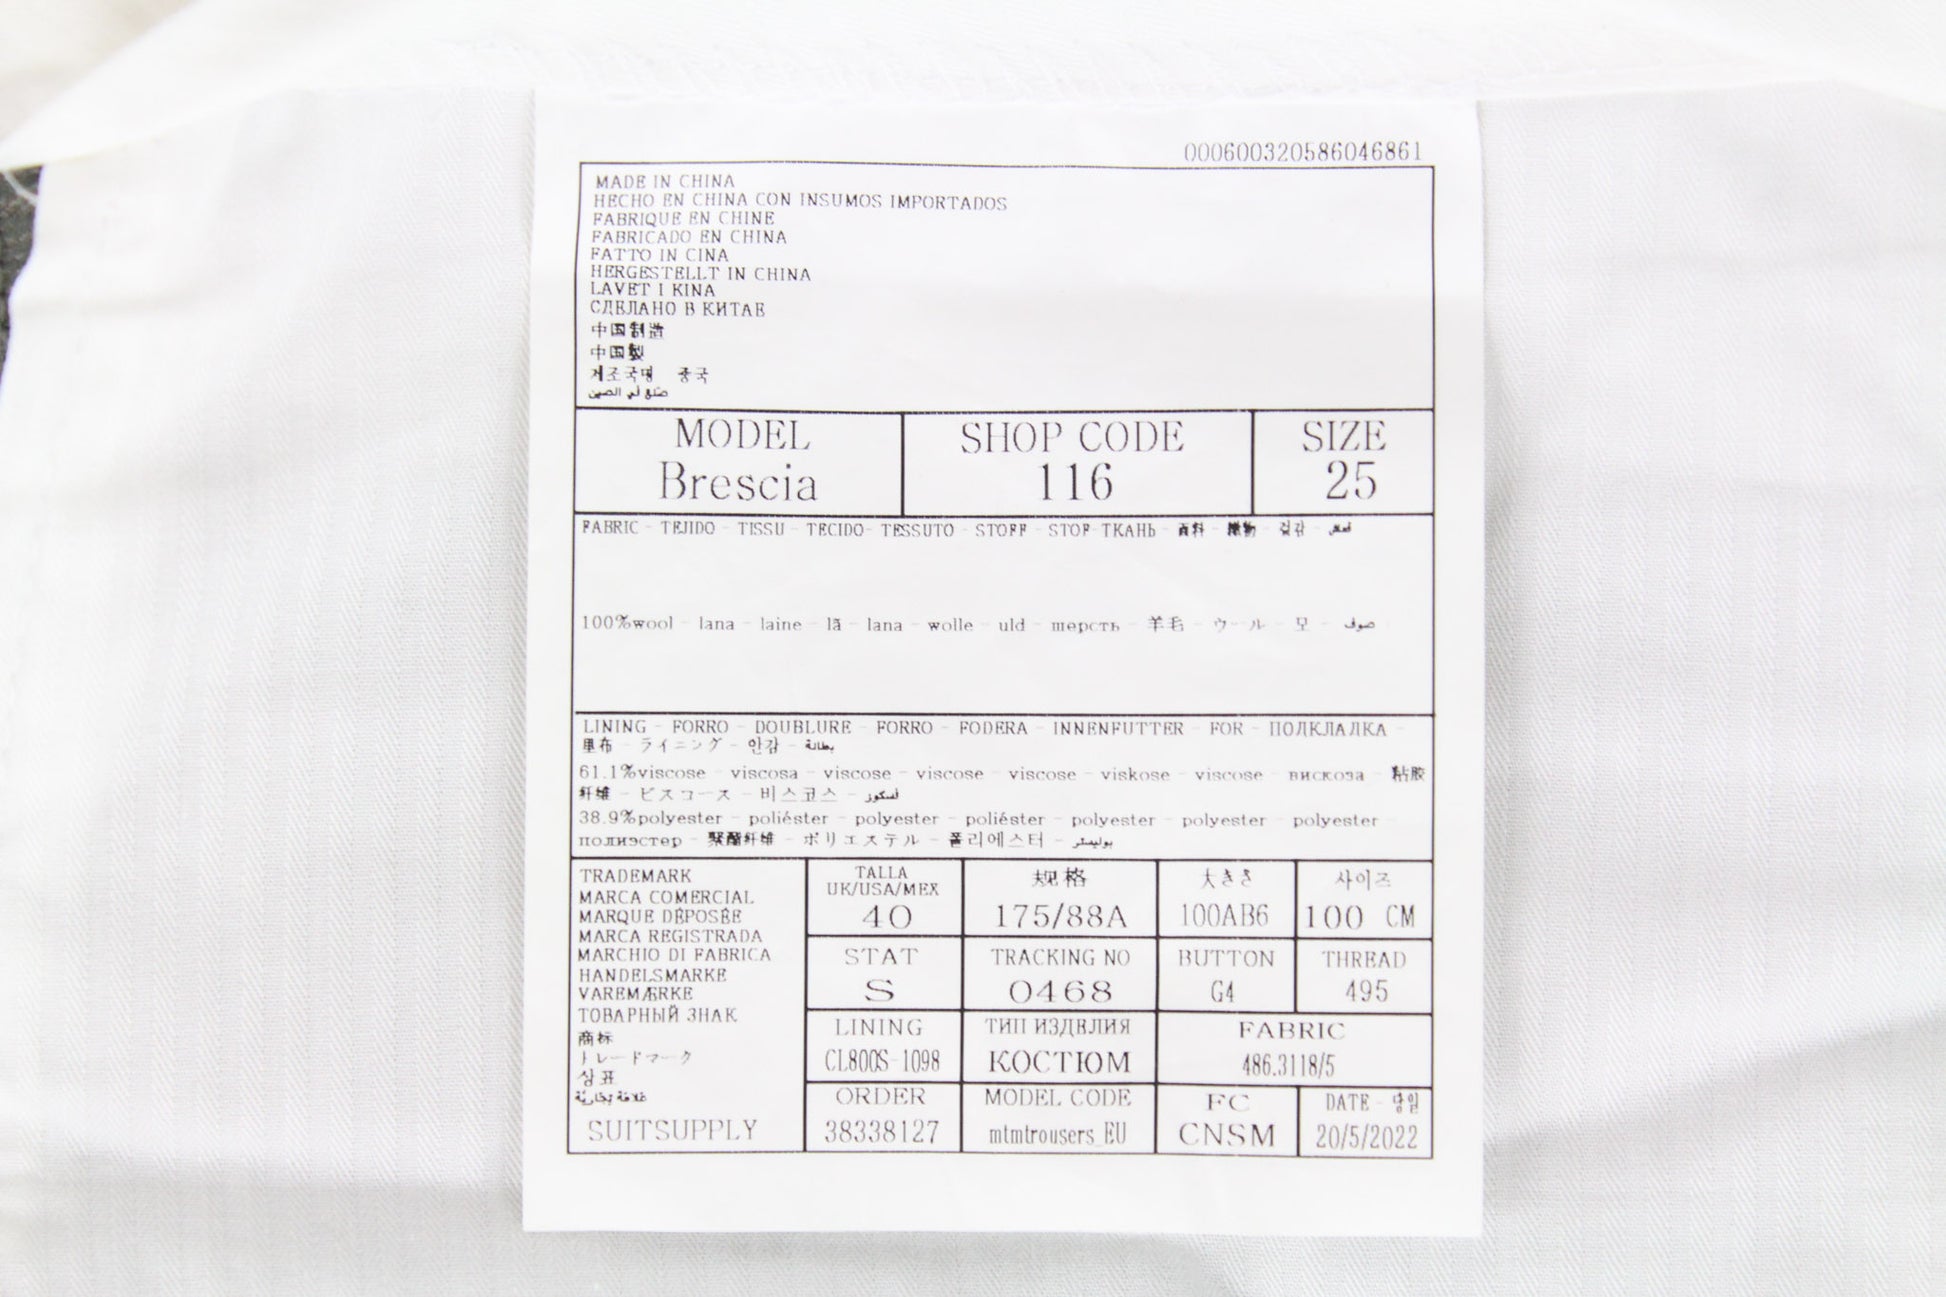 000600320586046861
MADE IN CHINA
HECHO EN CHINA CON INSUMOS IMPORTADOS
FABRIQUE EN CHINE
FABRICADO EN CHINA
FATTO IN CINA
HERGESTELLT IN CHINA
LAVET I KINA
СДЕЛАНО В КИТАЕ
中国制造
中国製
제조국명 중국
صنع في الصين
MODEL SHOP CODE SIZE
Brescia 116 25
FABRIC - TEJIDO - TISSU - TECIDO- TESSUTO - STOFF - STOF-ТКАНЬ - 面料 - 織物 - 겉감 -
100%wool - lana - laine - lã - lana - wolle - uld - шерсть - 羊毛 - ウール - 모 - صوف
LINING - FORRO - DOUBLURE - FORRO - FODERA - INNENFUTTER - FOR - ПОДКЛАДКА -
里布 - ライニング - 안감 - بطانة
61.1%viscose - viscosa - viscose - viscose - viscose - viskose - viscose - вискоза - 粘胶
纤维 - ビスコース - 비스코스 - فسكوز
38.9%polyester - poliéster - polyester - poliéster - polyester - polyester - polyester
полиэстер - 聚酯纤维 - ポリエステル - 폴리에스터 - بوليستر
TRADEMARK
MARCA COMERCIAL
MARQUE DÉPOSÉE
MARCA REGISTRADA
MARCHIO DI FABRICA
HANDELSMARKE
VAREMÆRKE
ТОВАРНЫЙ ЗНАК
商标
トレードマーク
상표
علامة تجارية
SUITSUPPLY
TALLA 规格 大きさ 사이즈
UK/USA/MEX
40 175/88A 100AB6 100 CM
STAT TRACKING NO BUTTON THREAD
S 0468 G4 495
LINING ТИП ИЗДЕЛИЯ FABRIC
CL800S-1098 КОСТЮМ 486.3118/5
ORDER MODEL CODE FC DATE -
38338127 mtmtrousers_EU CNSM 20/5/2022